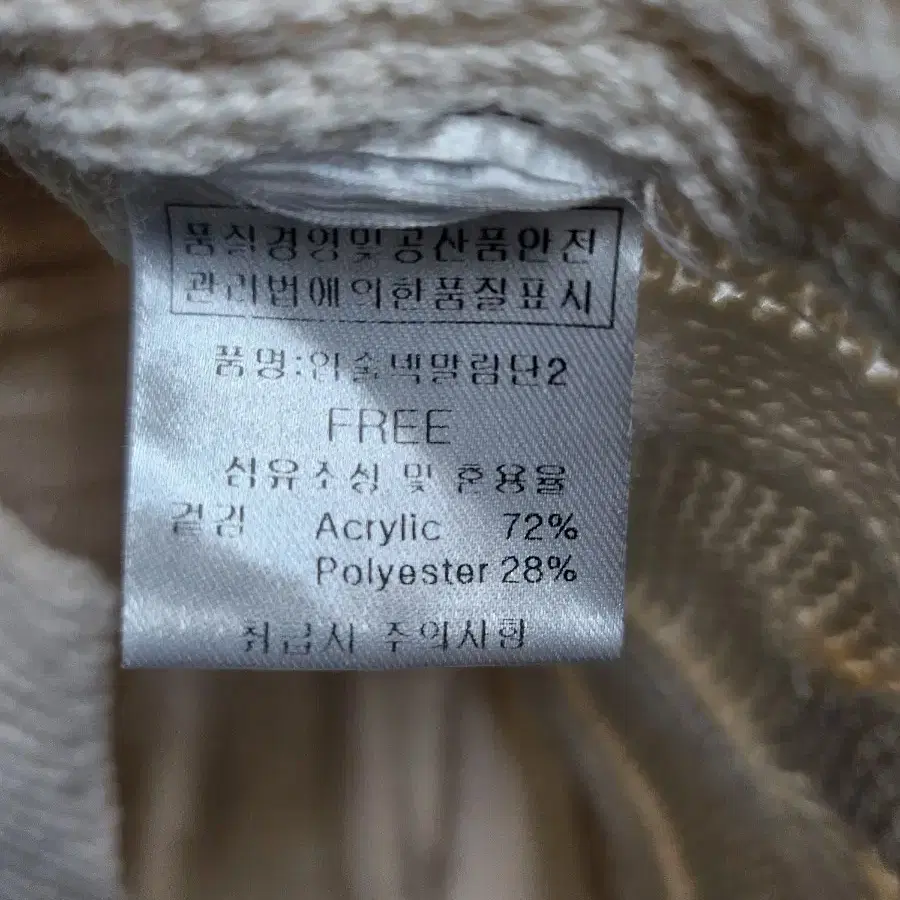 품질경영및공산품안전
관리법에의한품질표시
품명:입술넥말림단2
FREE
섬유조성 및 혼용율
겉감 Acrylic 72%
Polyester 28%
취급시 주의사항